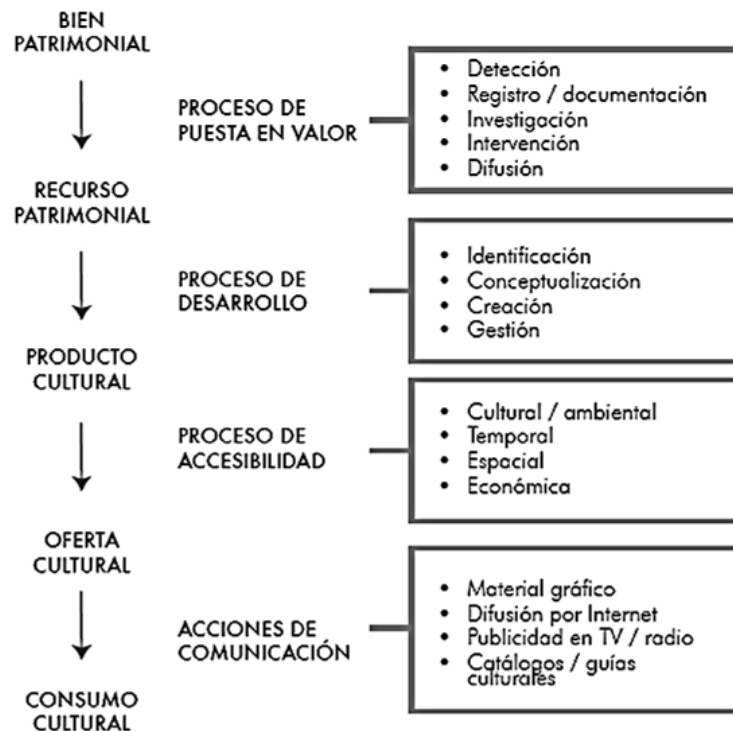 BIEN
PATRIMONIAL
PROCESO DE
PUESTA EN VALOR
• Detección
• Registro / documentación
• Investigación
• Intervención
• Difusión
RECURSO
PATRIMONIAL
PROCESO DE
DESARROLLO
• Identificación
• Conceptualización
• Creación
• Gestión
PRODUCTO
CULTURAL
PROCESO DE
ACCESIBILIDAD
• Cultural / ambiental
• Temporal
• Espacial
• Económica
OFERTA
CULTURAL
ACCIONES DE
COMUNICACIÓN
• Material gráfico
• Difusión por Internet
• Publicidad en TV / radio
• Catálogos / guías
culturales
CONSUMO
CULTURAL